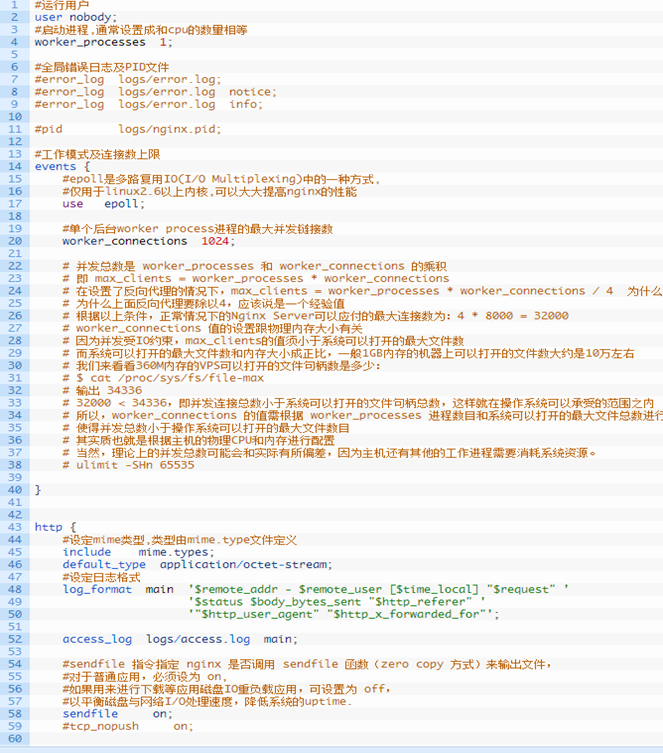 1 #运行用户
2 user nobody;
3 #启动进程,通常设置成和cpu的数量相等
4 worker_processes  1;
5
6 #全局错误日志及PID文件
7 #error_log  logs/error.log;
8 #error_log  logs/error.log  notice;
9 #error_log  logs/error.log  info;
10
11 #pid        logs/nginx.pid;
12
13 #工作模式及连接数上限
14 events {
15     #epoll是多路复用IO(I/O Multiplexing)中的一种方式,
16     #仅用于linux2.6以上内核,可以大大提高nginx的性能
17     use   epoll;
18
19     #单个后台worker process进程的最大并发链接数
20     worker_connections  1024;
21
22     # 并发总数是 worker_processes 和 worker_connections 的乘积
23     # 即 max_clients = worker_processes * worker_connections
24     # 在设置了反向代理的情况下，max_clients = worker_processes * worker_connections / 4  为什么
25     # 为什么上面反向代理要除以4，应该说是一个经验值
26     # 根据以上条件，正常情况下的Nginx Server可以应付的最大连接数为：4 * 8000 = 32000
27     # worker_connections 值的设置跟物理内存大小有关
28     # 因为并发受IO约束，max_clients的值须小于系统可以打开的最大文件数
29     # 而系统可以打开的最大文件数和内存大小成正比，一般1GB内存的机器上可以打开的文件数大约是10万左右
30     # 我们来看看360M内存的VPS可以打开的文件句柄数是多少：
31     # $ cat /proc/sys/fs/file-max
32     # 输出 34336
33     # 32000 < 34336，即并发连接总数小于系统可以打开的文件句柄总数，这样就在操作系统可以承受的范围之内
34     # 所以，worker_connections 的值需根据 worker_processes 进程数目和系统可以打开的最大文件总数进行
35     # 使得并发总数小于操作系统可以打开的最大文件数目
36     # 其实质也就是根据主机的物理CPU和内存进行配置
37     # 当然，理论上的并发总数可能会和实际有所偏差，因为主机还有其他的工作进程需要消耗系统资源。
38     # ulimit -SHn 65535
39
40 }
41
42
43 http {
44     #设定mime类型,类型由mime.type文件定义
45     include    mime.types;
46     default_type  application/octet-stream;
47     #设定日志格式
48     log_format  main  '$remote_addr - $remote_user [$time_local] "$request" '
49                       '$status $body_bytes_sent "$http_referer" '
50                       '"$http_user_agent" "$http_x_forwarded_for"';
51
52     access_log  logs/access.log  main;
53
54     #sendfile 指令指定 nginx 是否调用 sendfile 函数（zero copy 方式）来输出文件，
55     #对于普通应用，必须设为 on,
56     #如果用来进行下载等应用磁盘IO重负载应用，可设置为 off，
57     #以平衡磁盘与网络I/O处理速度，降低系统的uptime.
58     sendfile     on;
59     #tcp_nopush     on;
60